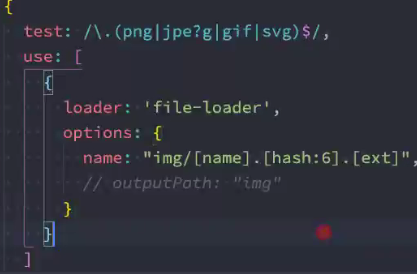 {
test: /\.(png|jpe?g|gif|svg)$/,
use: [
{
loader: 'file-loader',
options: {
name: "img/[name].[hash:6].[ext]",
// outputPath: "img"
}
}
]